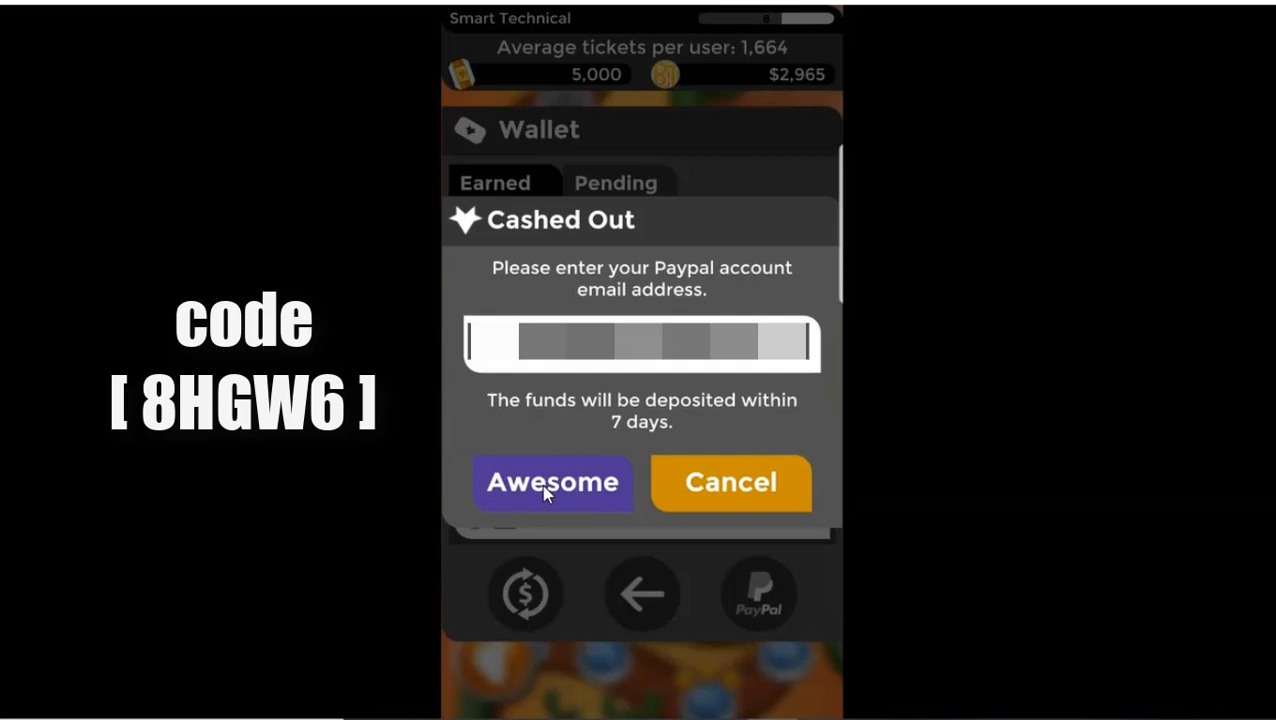 Smart Technical
8
Average tickets per user: 1,664
5,000
$2,965
Wallet
Earned
Pending
Cashed Out
Please enter your Paypal account
email address.
The funds will be deposited within
7 days.
Awesome
Cancel
PayPal
code
[ 8HGW6 ]